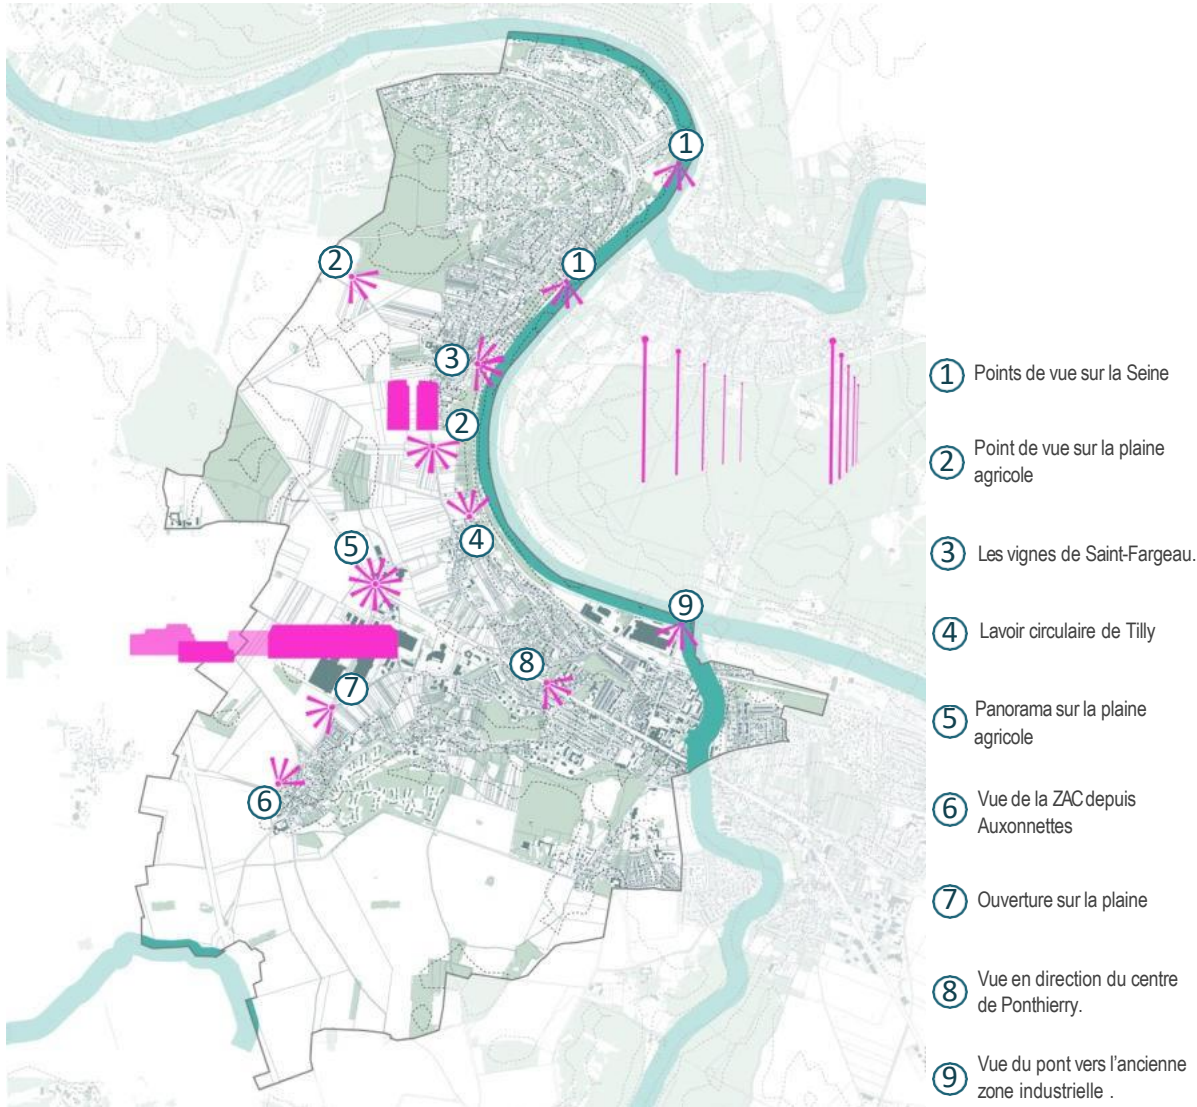 1
1
2
3
2
4
5
9
8
7
6
1 Points de vue sur la Seine
2 Point de vue sur la plaine
agricole
3 Les vignes de Saint-Fargeau.
4 Lavoir circulaire de Tilly
5 Panorama sur la plaine
agricole
6 Vue de la ZAC depuis
Auxonnettes
7 Ouverture sur la plaine
8 Vue en direction du centre
de Ponthierry.
9 Vue du pont vers l'ancienne
zone industrielle .